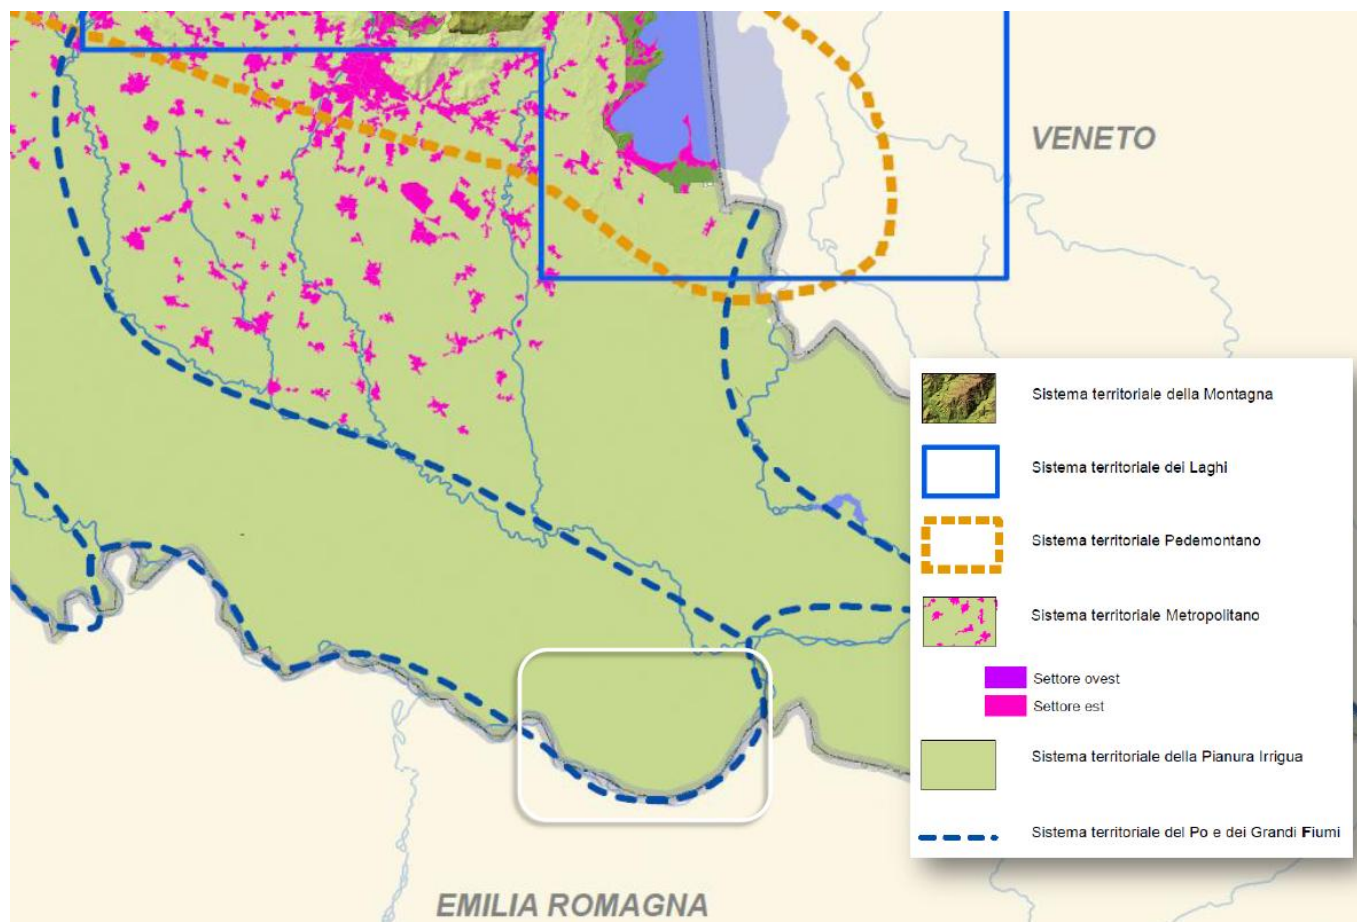 VENETO
Sistema territoriale della Montagna
Sistema territoriale dei Laghi
Sistema territoriale Pedemontano
Sistema territoriale Metropolitano
Settore ovest
Settore est
Sistema territoriale della Pianura Irrigua
Sistema territoriale del Po e dei Grandi Fiumi
EMILIA ROMAGNA